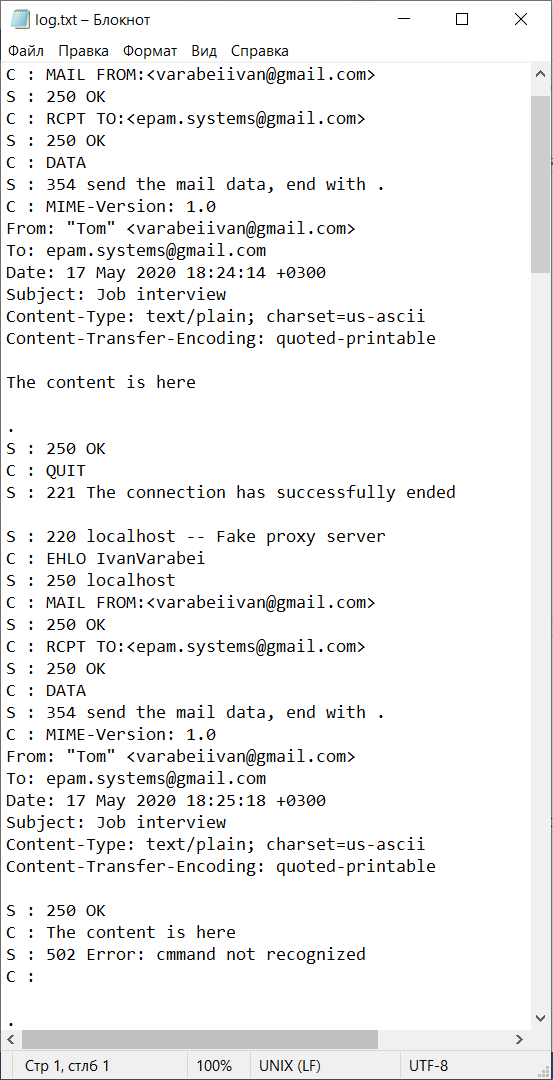 log.txt – Блокнот
Файл Правка Формат Вид Справка
C : MAIL FROM:<varabeiivan@gmail.com>
S : 250 OK
C : RCPT TO:<epam.systems@gmail.com>
S : 250 OK
C : DATA
S : 354 send the mail data, end with .
C : MIME-Version: 1.0
From: "Tom" <varabeiivan@gmail.com>
To: epam.systems@gmail.com
Date: 17 May 2020 18:24:14 +0300
Subject: Job interview
Content-Type: text/plain; charset=us-ascii
Content-Transfer-Encoding: quoted-printable
The content is here
.
S : 250 OK
C : QUIT
S : 221 The connection has successfully ended
S : 220 localhost -- Fake proxy server
C : EHLO IvanVarabei
S : 250 localhost
C : MAIL FROM:<varabeiivan@gmail.com>
S : 250 OK
C : RCPT TO:<epam.systems@gmail.com>
S : 250 OK
C : DATA
S : 354 send the mail data, end with .
C : MIME-Version: 1.0
From: "Tom" <varabeiivan@gmail.com>
To: epam.systems@gmail.com
Date: 17 May 2020 18:25:18 +0300
Subject: Job interview
Content-Type: text/plain; charset=us-ascii
Content-Transfer-Encoding: quoted-printable
S : 250 OK
C : The content is here
S : 502 Error: cmmand not recognized
C :
.
Стр 1, стлб 1 100% UNIX (LF) UTF-8